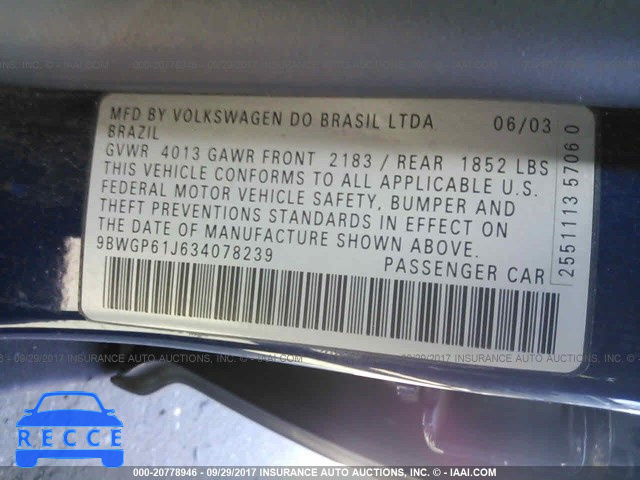 MFD BY VOLKSWAGEN DO BRASIL LTDA 06/03
BRAZIL
GVWR 4013 GAWR FRONT 2183 / REAR 1852 LBS
THIS VEHICLE CONFORMS TO ALL APPLICABLE U.S.
FEDERAL MOTOR VEHICLE SAFETY, BUMPER AND
THEFT PREVENTIONS STANDARDS IN EFFECT ON
THE DATE OF MANUFACTURE SHOWN ABOVE.
9BWGP61J634078239 PASSENGER CAR
2551113 5706 0
RECCE
000-20778946 - 09/29/2017 INSURANCE AUTO AUCTIONS, INC. - © - IAAI.COM